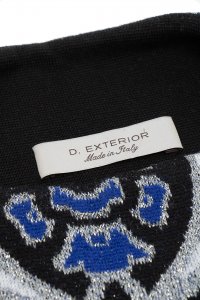 D. EXTERIOR
Made in Italy